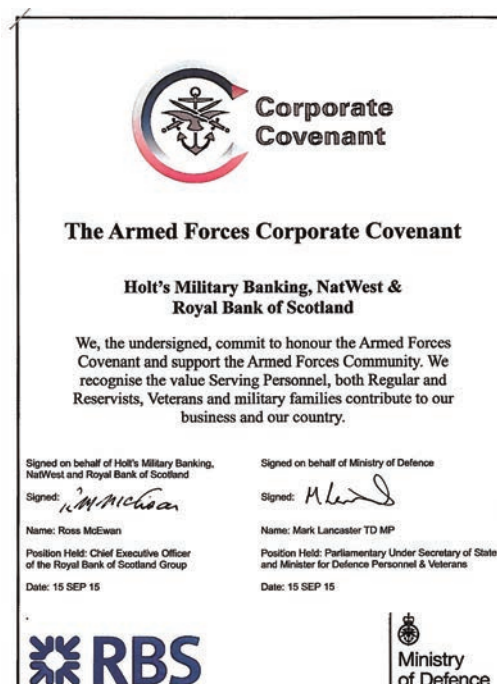 Corporate
Covenant
The Armed Forces Corporate Covenant
Holt's Military Banking, NatWest &
Royal Bank of Scotland
We, the undersigned, commit to honour the Armed Forces
Covenant and support the Armed Forces Community. We
recognise the value Serving Personnel, both Regular and
Reservists, Veterans and military families contribute to our
business and our country.
Signed on behalf of Holt's Military Banking,
NatWest and Royal Bank of Scotland
Signed:
Name: Ross McEwan
Position Held: Chief Executive Officer
of the Royal Bank of Scotland Group
Date: 15 SEP 15
Signed on behalf of Ministry of Defence
Signed:
Name: Mark Lancaster TD MP
Position Held: Parliamentary Under Secretary of State
and Minister for Defence Personnel & Veterans
Date: 15 SEP 15
RBS
Ministry
of Defence